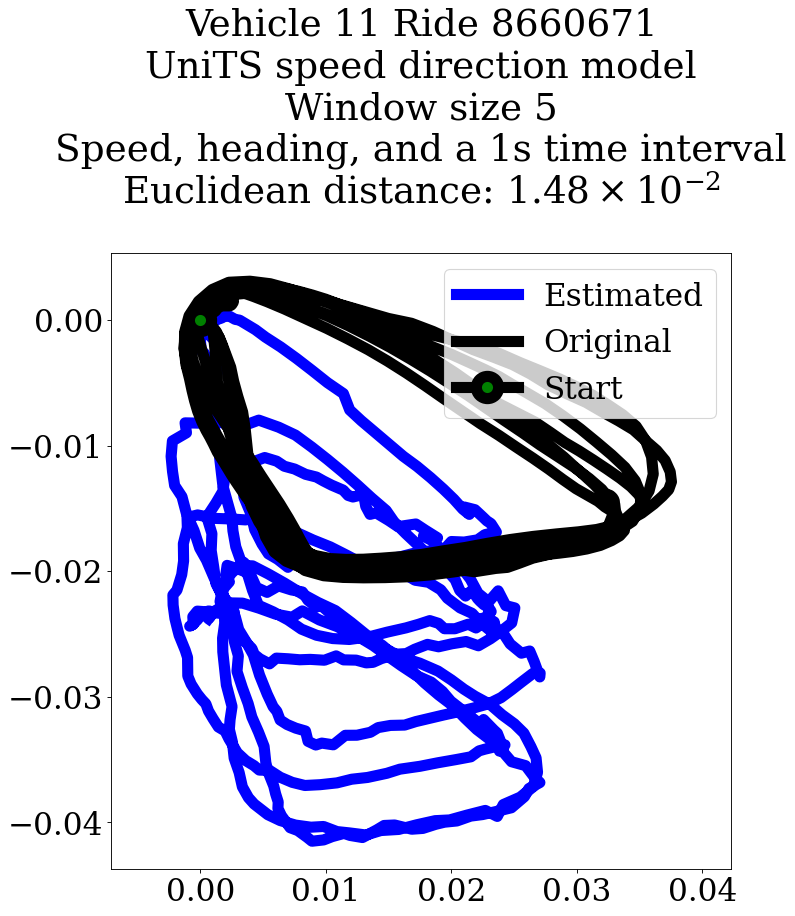 Vehicle 11 Ride 8660671
UniTS speed direction model
Window size 5
Speed, heading, and a 1s time interval
Euclidean distance: 1.48 × 10⁻²
Estimated
Original
Start
0.00
−0.01
−0.02
−0.03
−0.04
0.00 0.01 0.02 0.03 0.04